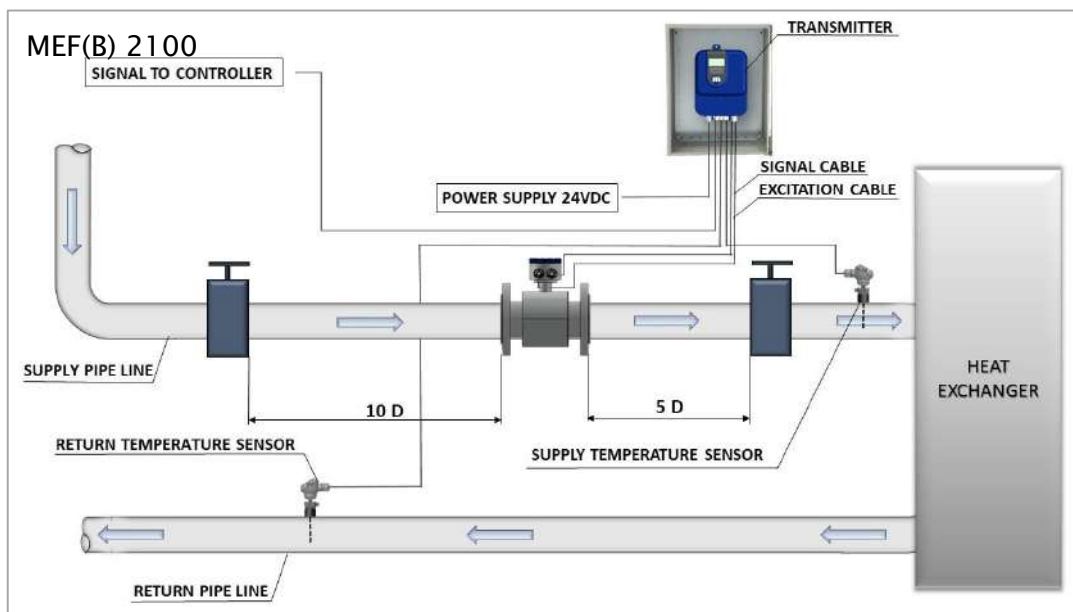 MEF(B) 2100
TRANSMITTER
SIGNAL TO CONTROLLER
SIGNAL CABLE
EXCITATION CABLE
POWER SUPPLY 24VDC
SUPPLY PIPE LINE
HEAT
EXCHANGER
10 D
5 D
RETURN TEMPERATURE SENSOR
SUPPLY TEMPERATURE SENSOR
RETURN PIPE LINE